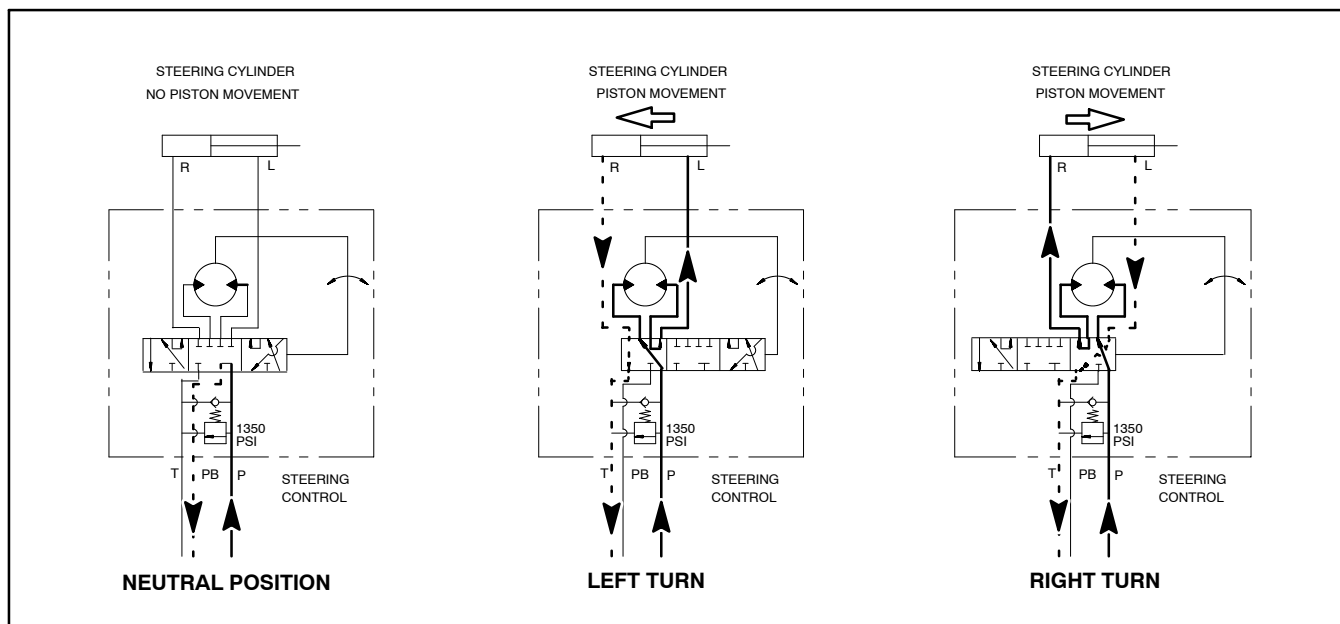 STEERING CYLINDER
NO PISTON MOVEMENT
R
L
1350
PSI
T
PB
P
STEERING
CONTROL
NEUTRAL POSITION
STEERING CYLINDER
PISTON MOVEMENT
R
L
1350
PSI
T
PB
P
STEERING
CONTROL
LEFT TURN
STEERING CYLINDER
PISTON MOVEMENT
R
L
1350
PSI
T
PB
P
STEERING
CONTROL
RIGHT TURN